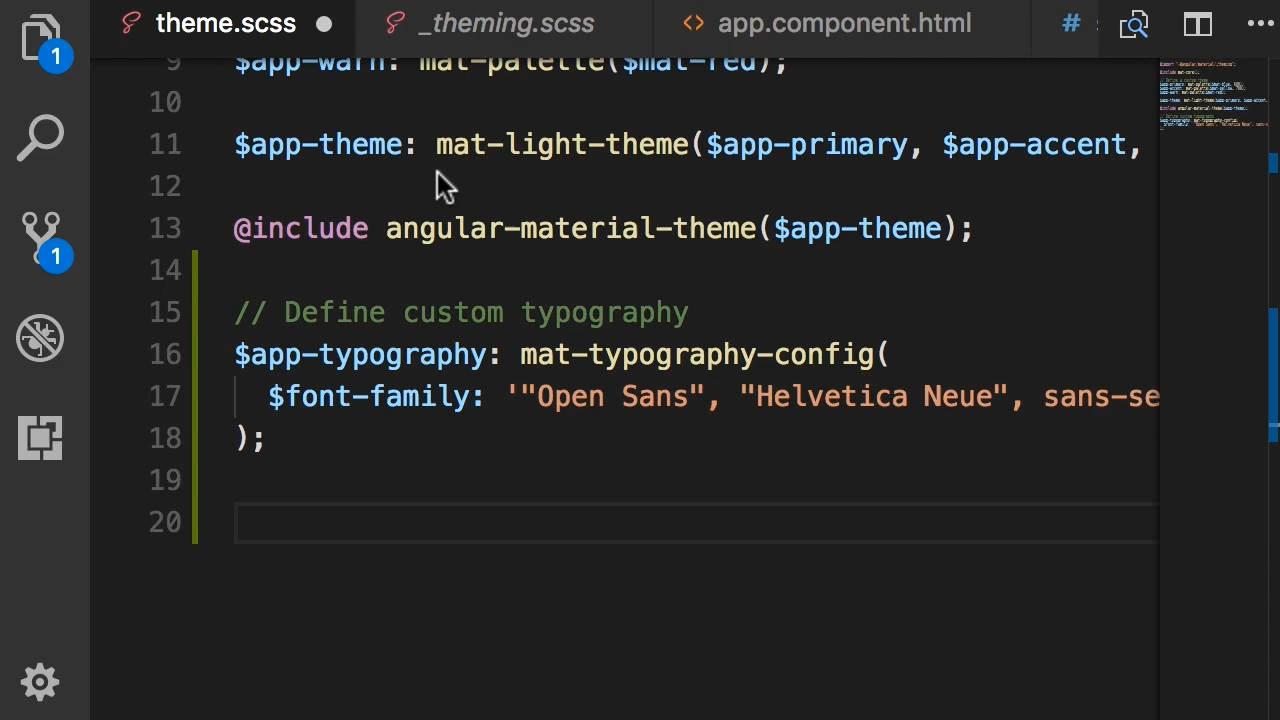 theme.scss
_theming.scss
app.component.html
#
1
1
9 $app-warn: mat-palette($mat-red);
10
11 $app-theme: mat-light-theme($app-primary, $app-accent,
12
13 @include angular-material-theme($app-theme);
14
15 // Define custom typography
16 $app-typography: mat-typography-config(
17 $font-family: '"Open Sans", "Helvetica Neue", sans-se
18 );
19
20